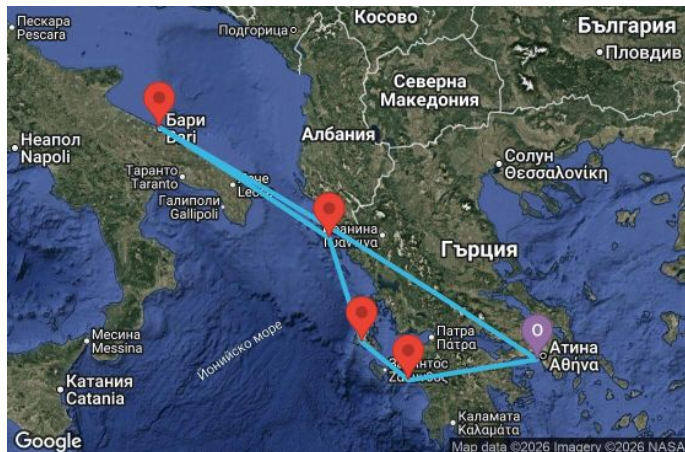 Пескара
Pescara
Подгорица
Косово
България
Пловдив
Бари
Bari
Северна
Македония
Неапол
Napoli
Албания
Солун
Θεσσαλονίκη
Таранто
Taranto
Галиполи
Gallipoli
Гърция
O
Месина
Messina
Патра
Πάτρα
Атина
Αθήνα
Йонийско море
Катания
Catania
Каламата
Καλαμάτα
Google
Map data ©2026 Imagery ©2026 NASA